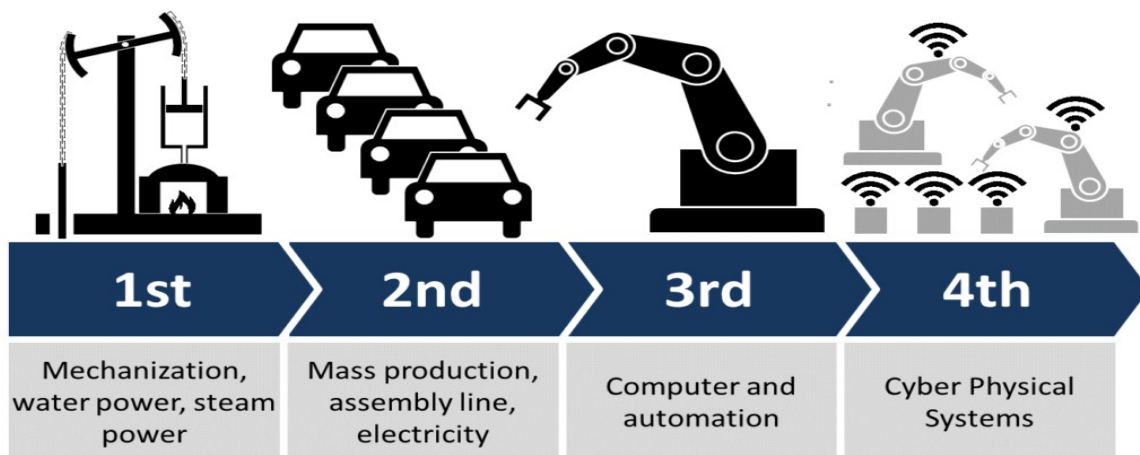 1st
2nd
3rd
4th
Mechanization,
water power, steam
power
Mass production,
assembly line,
electricity
Computer and
automation
Cyber Physical
Systems